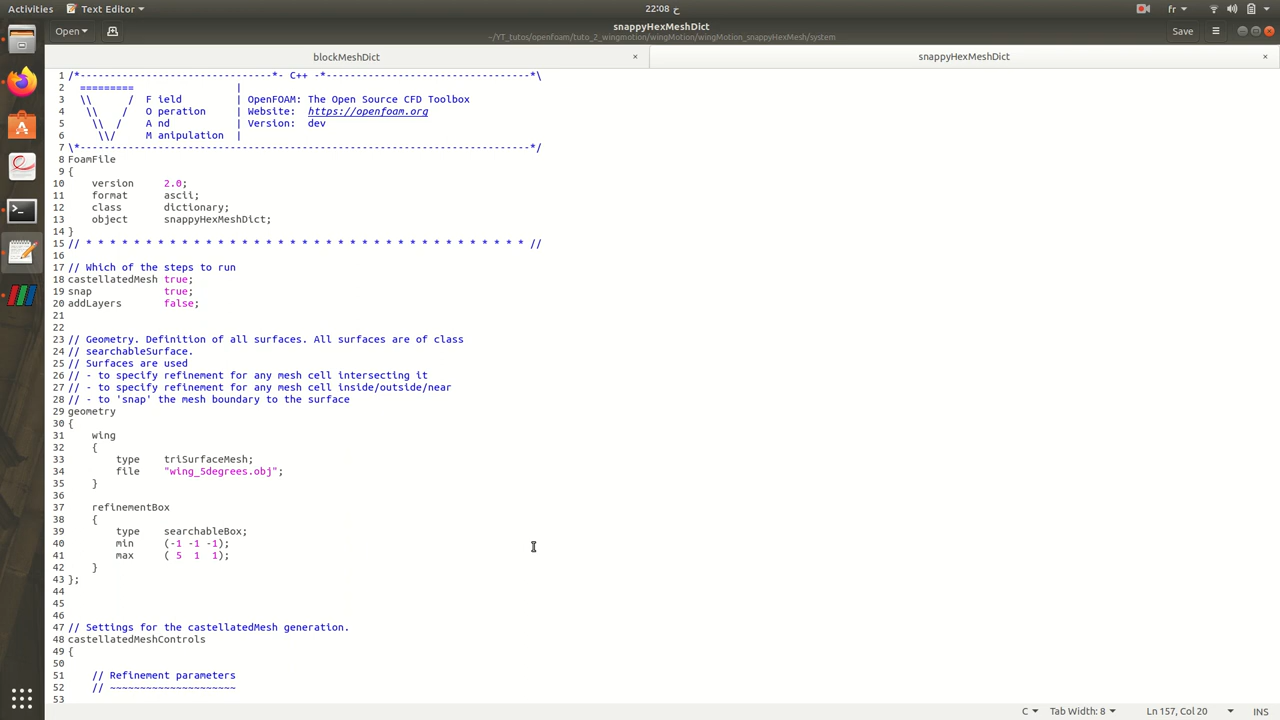 Activities Text Editor 22:08 fr
Open snappyHexMeshDict Save
~/YT_tutos/openfoam/tuto_2_wingmotion/wingMotion/wingMotion_snappyHexMesh/system
blockMeshDict × snappyHexMeshDict ×
1 /*--------------------------------*- C++ -*----------------------------------*\
2   =========                 |
3   \\      /  F ield         | OpenFOAM: The Open Source CFD Toolbox
4    \\    /   O peration     | Website:  https://openfoam.org
5     \\  /    A nd           | Version:  dev
6      \\/     M anipulation  |
7 \*---------------------------------------------------------------------------*/
8 FoamFile
9 {
10     version     2.0;
11     format      ascii;
12     class       dictionary;
13     object      snappyHexMeshDict;
14 }
15 // * * * * * * * * * * * * * * * * * * * * * * * * * * * * * * * * * * * * * //
16
17 // Which of the steps to run
18 castellatedMesh true;
19 snap            true;
20 addLayers       false;
21
22
23 // Geometry. Definition of all surfaces. All surfaces are of class
24 // searchableSurface.
25 // Surfaces are used
26 // - to specify refinement for any mesh cell intersecting it
27 // - to specify refinement for any mesh cell inside/outside/near
28 // - to 'snap' the mesh boundary to the surface
29 geometry
30 {
31     wing
32     {
33         type    triSurfaceMesh;
34         file    "wing_5degrees.obj";
35     }
36
37     refinementBox
38     {
39         type    searchableBox;
40         min     (-1 -1 -1);
41         max     ( 5  1  1);
42     }
43 };
44
45
46
47 // Settings for the castellatedMesh generation.
48 castellatedMeshControls
49 {
50
51     // Refinement parameters
52     // ~~~~~~~~~~~~~~~~~~~~~
53
C Tab Width: 8 Ln 157, Col 20 INS